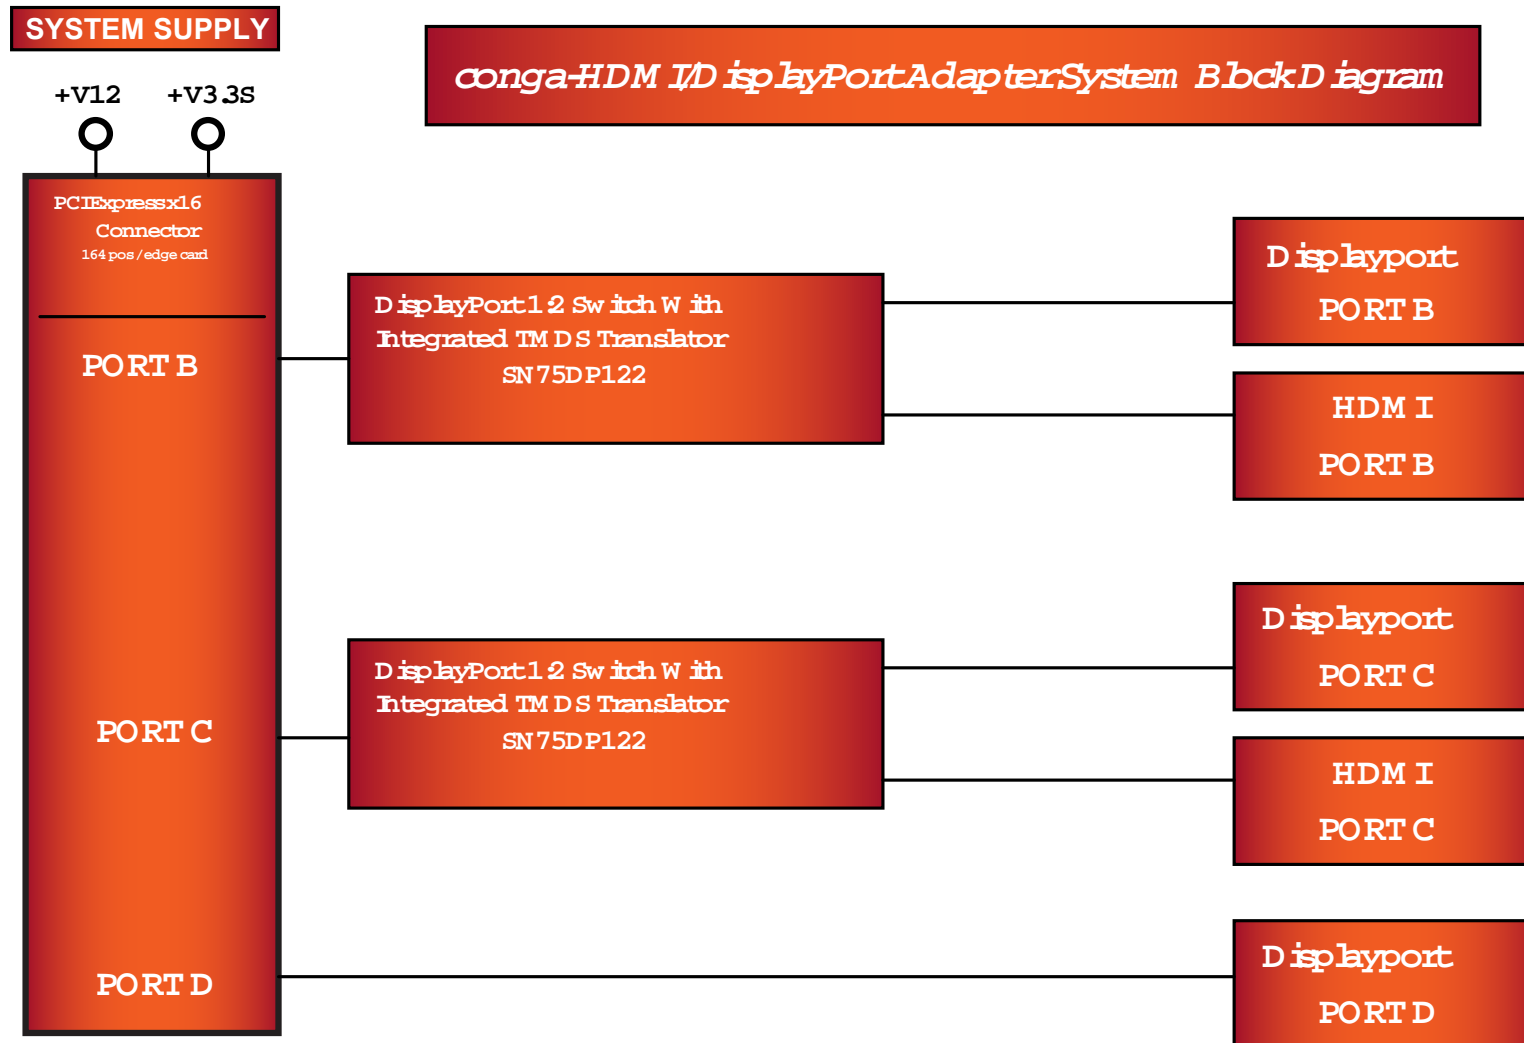 SYSTEM SUPPLY
conga-HDMI/DisplayPort Adapter System Block Diagram
+V12 +V3.3S
PCI Express x16
Connector
164 pos / edge card
PORT B
PORT C
PORT D
DisplayPort 1:2 Switch With
Integrated TMDS Translator
SN75DP122
DisplayPort 1:2 Switch With
Integrated TMDS Translator
SN75DP122
Displayport
PORT B
HDMI
PORT B
Displayport
PORT C
HDMI
PORT C
Displayport
PORT D